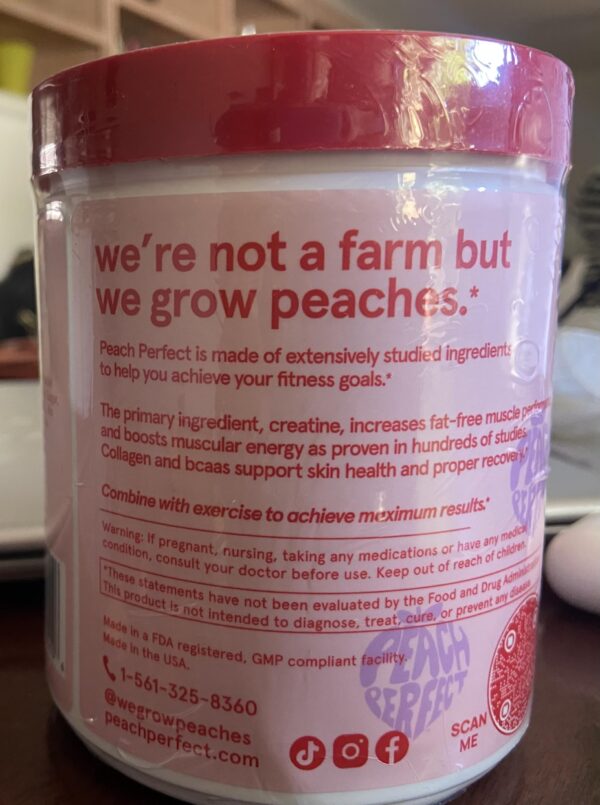 we're not a farm but
we grow peaches.*
Peach Perfect is made of extensively studied ingredients
to help you achieve your fitness goals.*
The primary ingredient, creatine, increases fat-free muscle
and boosts muscular energy as proven in hundreds of studies.
Collagen and bcaas support skin health and proper recovery.*
Combine with exercise to achieve maximum results.*
Warning: If pregnant, nursing, taking any medications or have any medical
condition, consult your doctor before use. Keep out of reach of children.
*These statements have not been evaluated by the Food and Drug Administration
This product is not intended to diagnose, treat, cure, or prevent any disease.
Made in a FDA registered, GMP compliant facility.
Made in the USA.
1-561-325-8360
@wegrowpeaches
peachperfect.com
PEACH
PERFECT
SCAN
ME